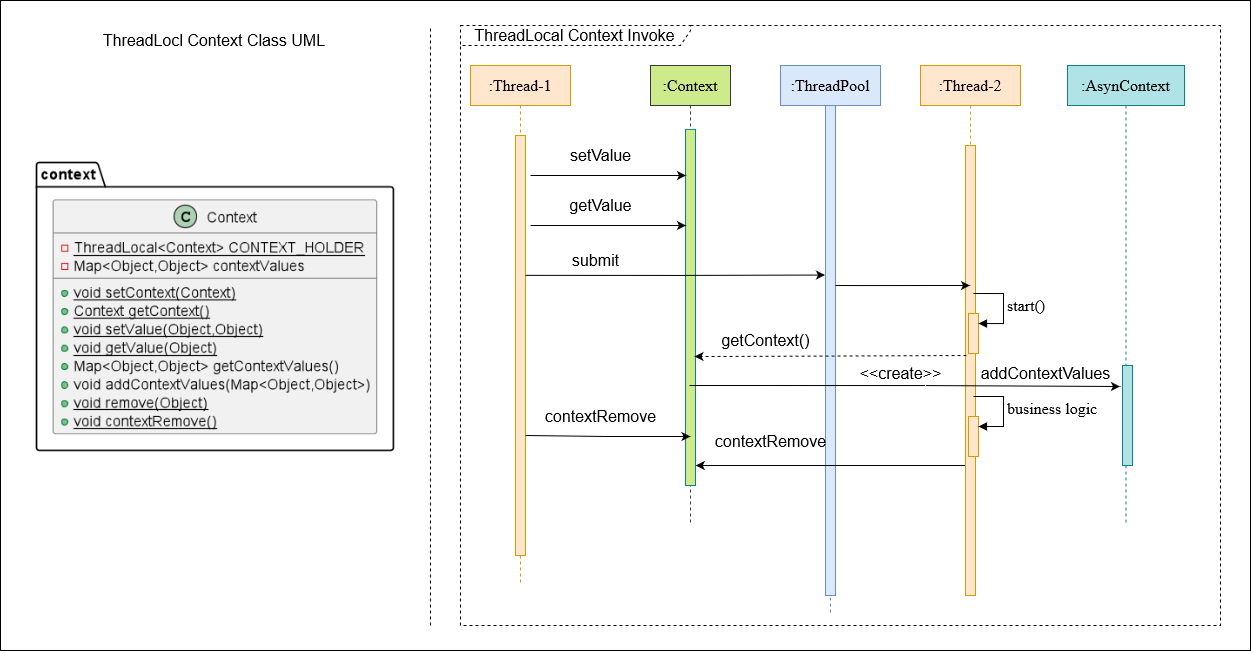 ThreadLocl Context Class UML
context
C Context
ThreadLocal<Context> CONTEXT_HOLDER
Map<Object,Object> contextValues
void setContext(Context)
Context getContext()
void setValue(Object,Object)
void getValue(Object)
Map<Object,Object> getContextValues()
void addContextValues(Map<Object,Object>)
void remove(Object)
void contextRemove()
ThreadLocal Context Invoke
:Thread-1
:Context
:ThreadPool
:Thread-2
:AsynContext
setValue
getValue
submit
start()
getContext()
<<create>>
addContextValues
business logic
contextRemove
contextRemove